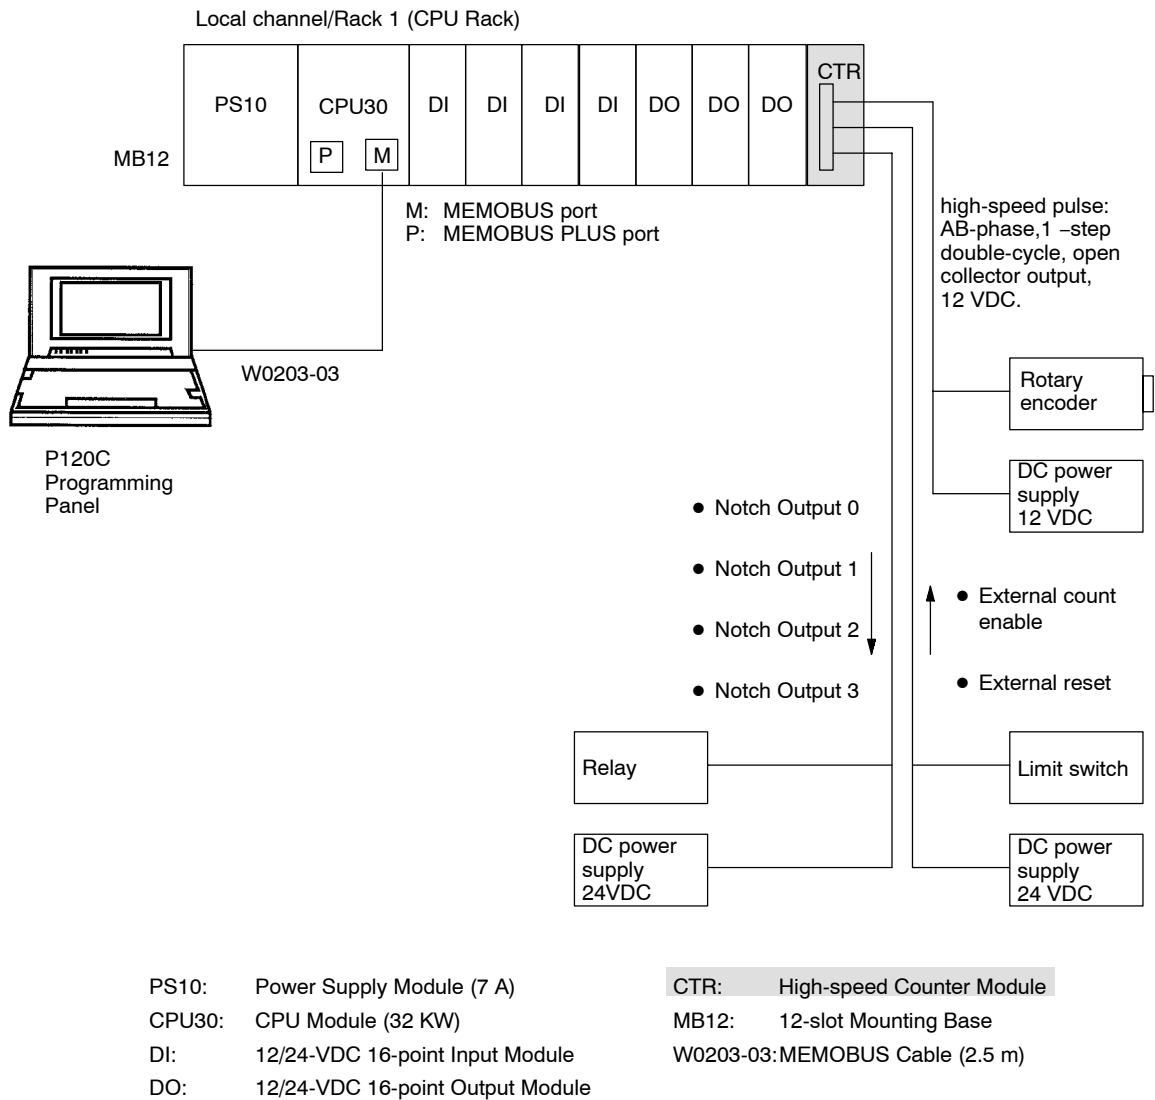 Local channel/Rack 1 (CPU Rack)
PS10
CPU30
DI
DI
DI
DI
DO
DO
DO
CTR
P
M
MB12
M: MEMOBUS port
P: MEMOBUS PLUS port
high-speed pulse:
AB-phase,1 –step
double-cycle, open
collector output,
12 VDC.
W0203-03
P120C
Programming
Panel
Rotary
encoder
DC power
supply
12 VDC
● Notch Output 0
● Notch Output 1
● Notch Output 2
● Notch Output 3
● External count
enable
● External reset
Relay
Limit switch
DC power
supply
24VDC
DC power
supply
24 VDC
PS10: Power Supply Module (7 A)
CPU30: CPU Module (32 KW)
DI: 12/24-VDC 16-point Input Module
DO: 12/24-VDC 16-point Output Module
CTR: High-speed Counter Module
MB12: 12-slot Mounting Base
W0203-03: MEMOBUS Cable (2.5 m)